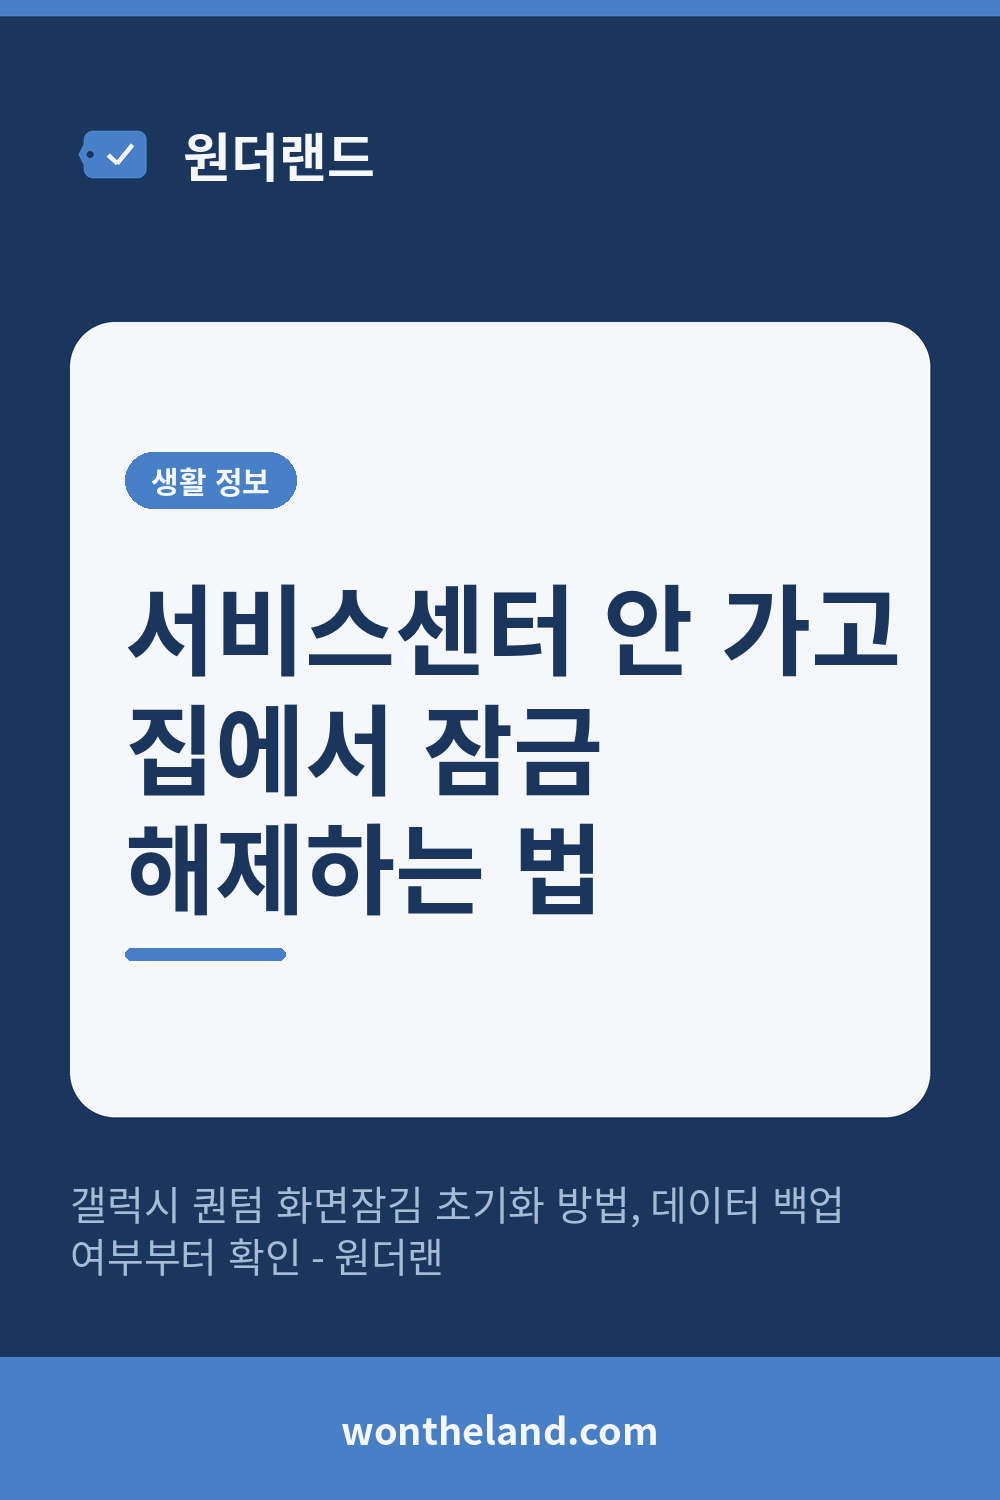 원더랜드
생활 정보
서비스센터 안 가고
집에서 잠금
해제하는 법
갤럭시 퀀텀 화면잠김 초기화 방법, 데이터 백업
여부부터 확인 - 원더랜
wontheland.com